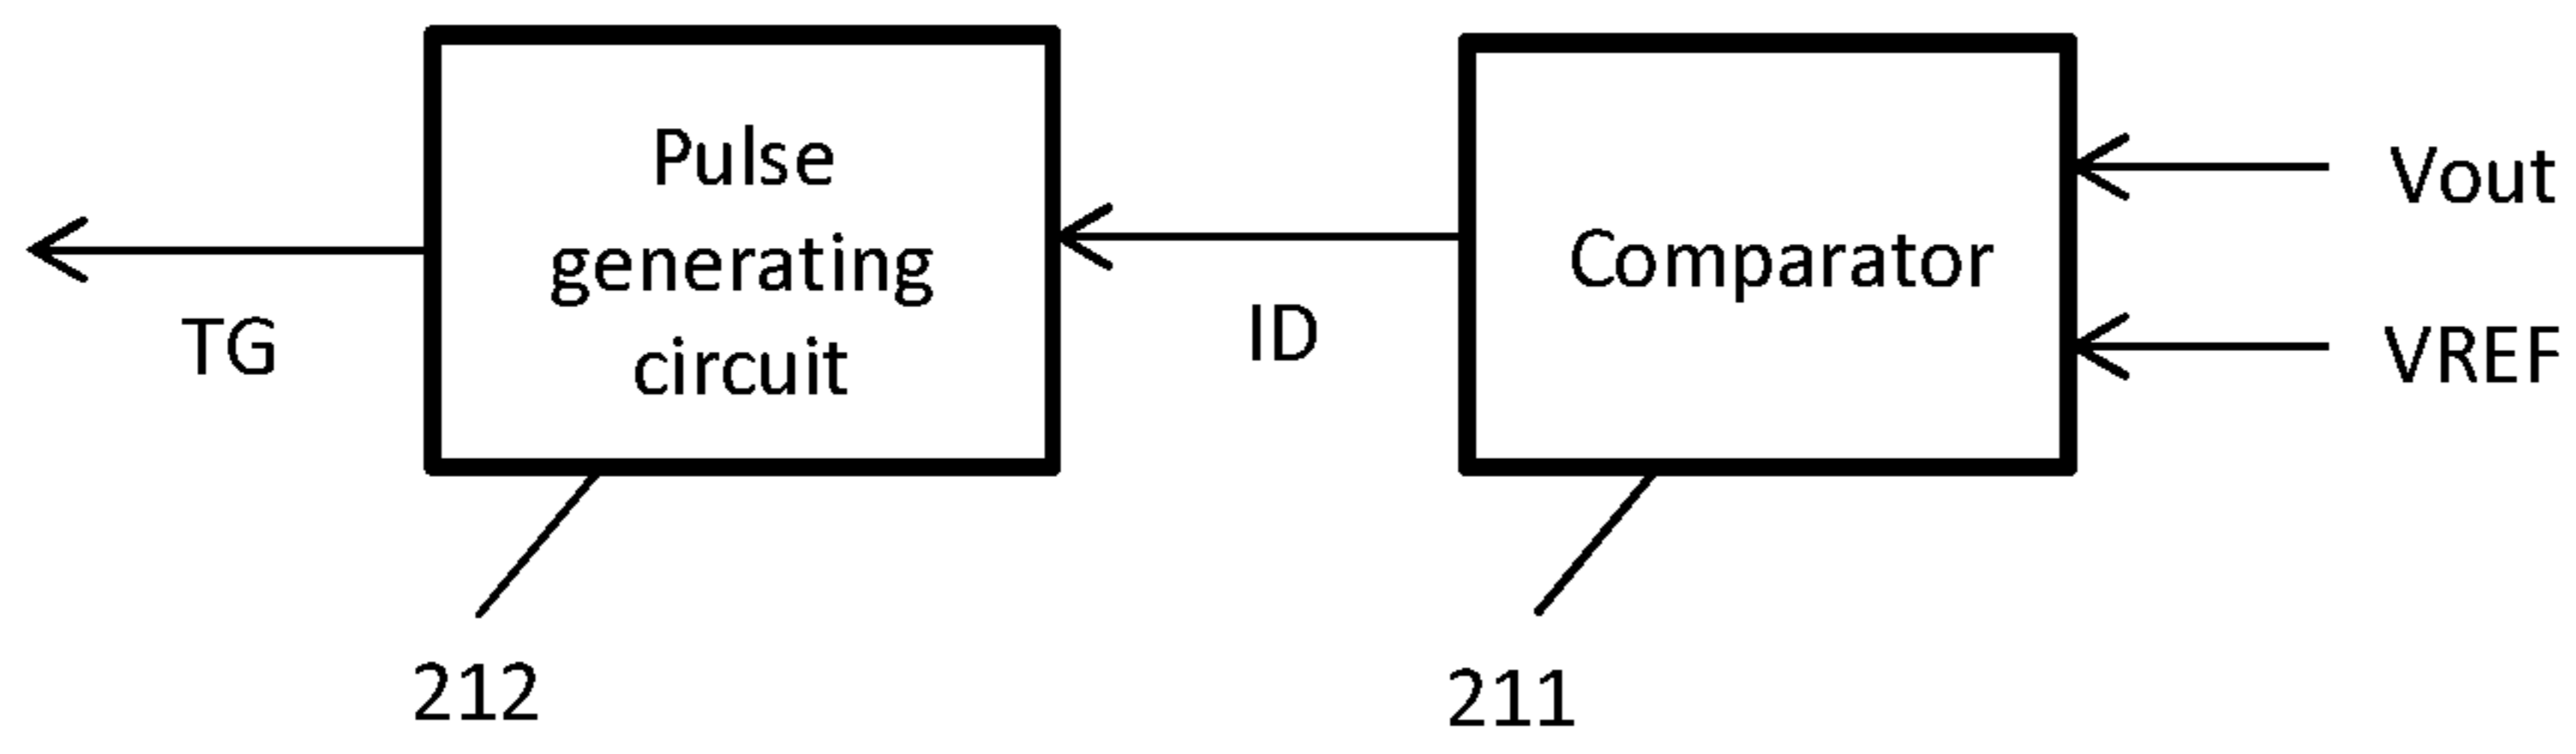 Pulse
generating
circuit
Comparator
Vout
VREF
ID
TG
212
211